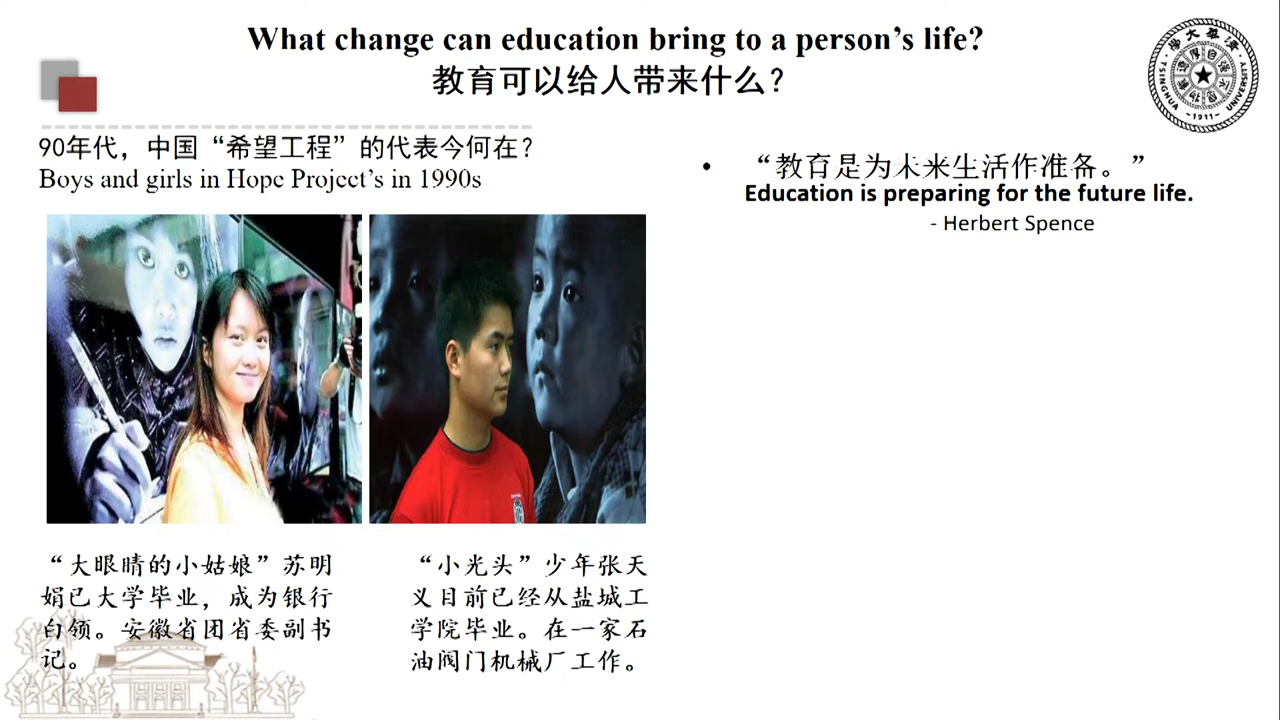 What change can education bring to a person's life?
教育可以给人带来什么？
TSINGHUA UNIVERSITY
-1911-
90年代，中国“希望工程”的代表今何在？
Boys and girls in Hope Project's in 1990s
“大眼睛的小姑娘”苏明
娟已大学毕业，成为银行
白领。安徽省团省委副书
记。
“小光头”少年张天
义目前已经从盐城工
学院毕业。在一家石
油阀门机械厂工作。
• “教育是为未来生活作准备。”
Education is preparing for the future life.
- Herbert Spence